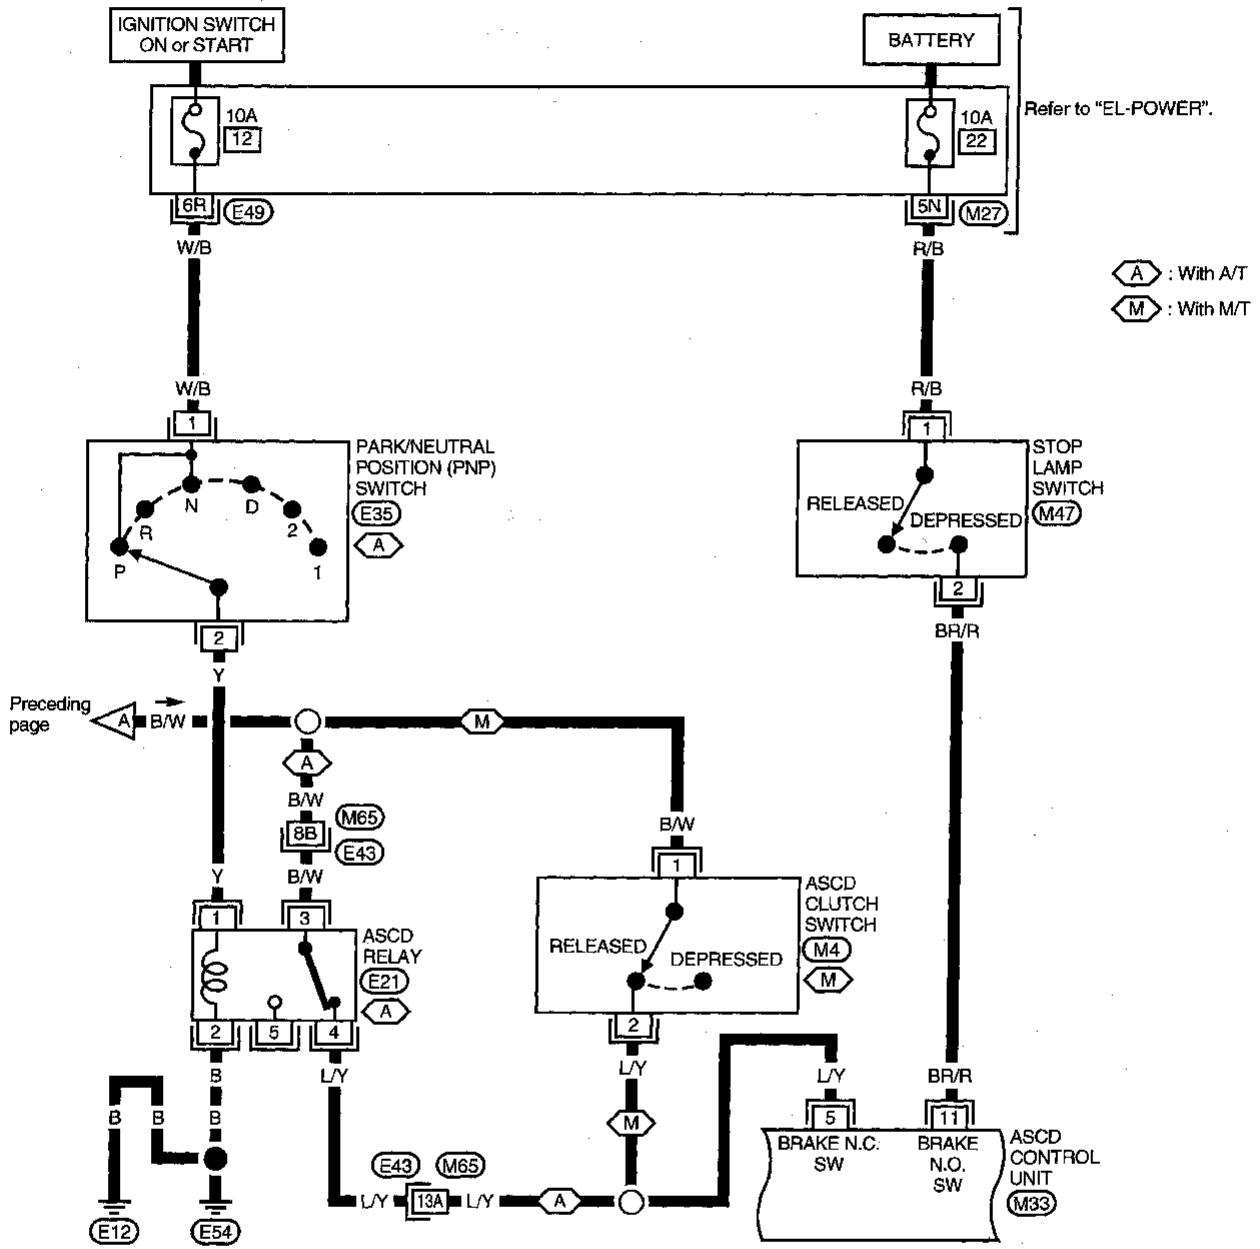 IGNITION SWITCH
ON or START
BATTERY
10A
12
10A
22
Refer to "EL-POWER".
6R
E49
5N
M27
W/B
R/B
A : With A/T
M : With M/T
W/B
R/B
1
1
PARK/NEUTRAL
POSITION (PNP)
SWITCH
E35
A
P
R
N
D
2
1
2
STOP
LAMP
SWITCH
M47
RELEASED
DEPRESSED
2
BR/R
Y
Preceding
page
A
B/W
M
A
B/W
8B
M65
E43
B/W
Y
B/W
1
3
ASCD
RELAY
E21
A
2
5
4
1
ASCD
CLUTCH
SWITCH
M4
M
RELEASED
DEPRESSED
2
B
L/Y
L/Y
L/Y
BR/R
B
B
B
M
5
11
BRAKE N.C.
SW
BRAKE
N.O.
SW
ASCD
CONTROL
UNIT
M33
E43
M65
L/Y
13A
L/Y
A
E12
E54